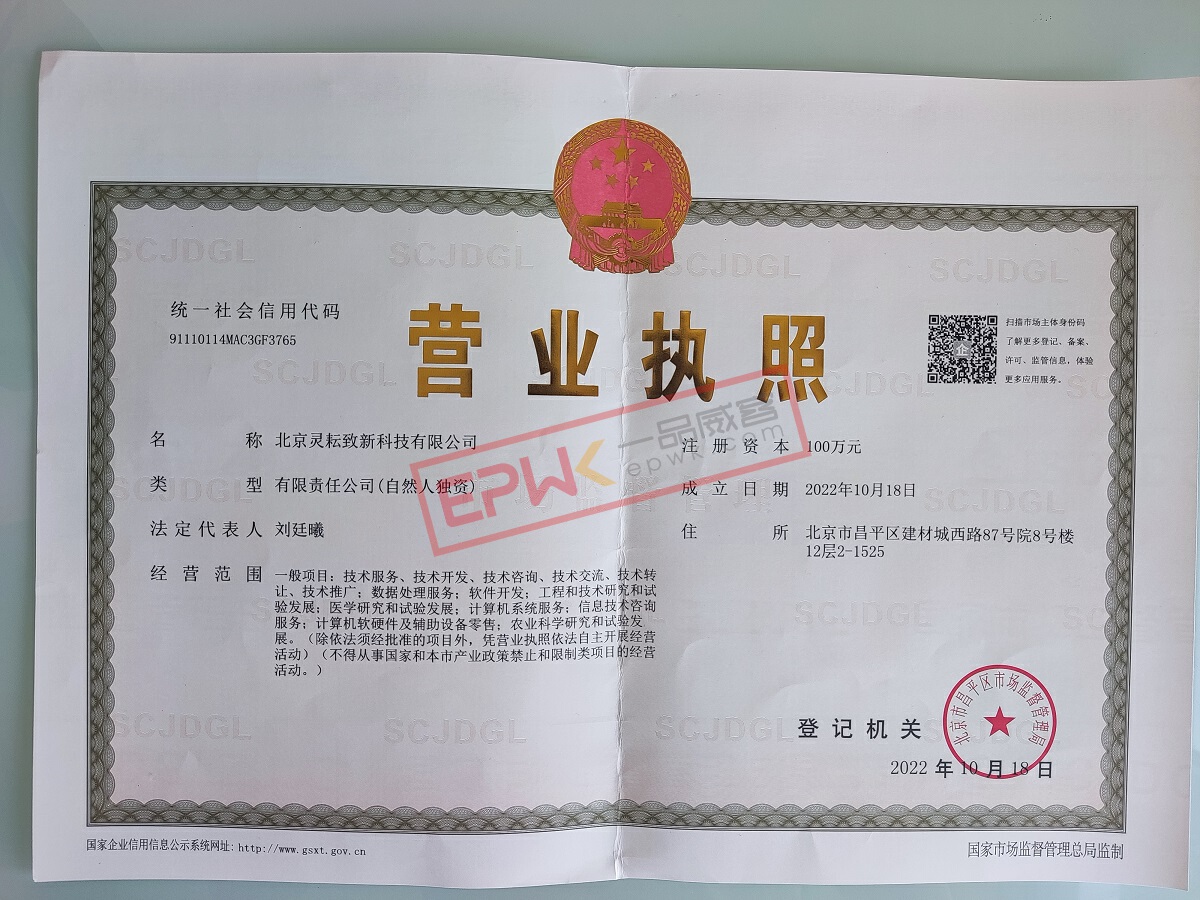 统一社会信用代码
91110114MAC3GF3765
营业执照
扫描市场主体身份码
了解更多登记、备案、
许可、监管信息，体验
更多应用服务。
企
名称 北京灵耘致新科技有限公司
类型 有限责任公司(自然人独资)
法定代表人 刘廷曦
经营范围 一般项目：技术服务、技术开发、技术咨询、技术交流、技术转
让、技术推广；数据处理服务；软件开发；工程和技术研究和试
验发展；医学研究和试验发展；计算机系统服务；信息技术咨询
服务；计算机软硬件及辅助设备零售；农业科学研究和试验发
展。（除依法须经批准的项目外，凭营业执照依法自主开展经营
活动）（不得从事国家和本市产业政策禁止和限制类项目的经营
活动。）
注册资本 100万元
成立日期 2022年10月18日
住所 北京市昌平区建材城西路87号院8号楼
12层2-1525
EPWK 一品威客
epwk.com
登记机关
北京市昌平区市场监督管理局
2022 年 10 月 18 日
国家企业信用信息公示系统网址: http://www.gsxt.gov.cn
国家市场监督管理总局监制
SCJDGL SCJDGL SCJDGL SCJDGL
SCJDGL SCJDGL
SCJDGL SCJDGL
SCJDGL SCJDGL SCJDGL